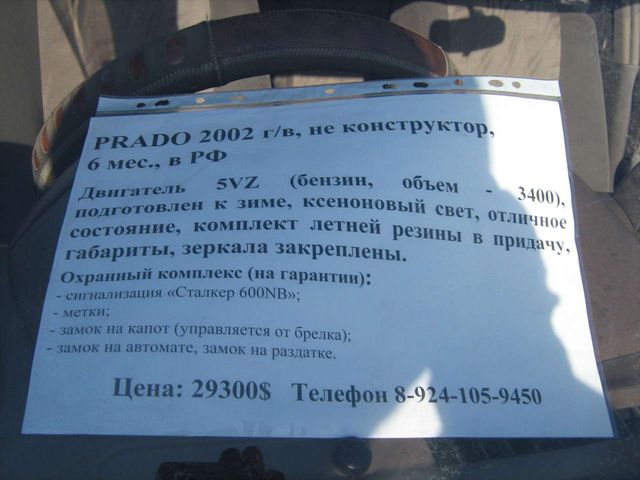 PRADO 2002 г/в, не конструктор,
6 мес., в РФ
Двигатель 5VZ (бензин, объем - 3400),
подготовлен к зиме, ксеноновый свет, отличное
состояние, комплект летней резины в придачу,
габариты, зеркала закреплены.
Охранный комплекс (на гарантии):
- сигнализация «Сталкер 600NB»;
- метки;
- замок на капот (управляется от брелка);
- замок на автомате, замок на раздатке.
Цена: 29300$ Телефон 8-924-105-9450